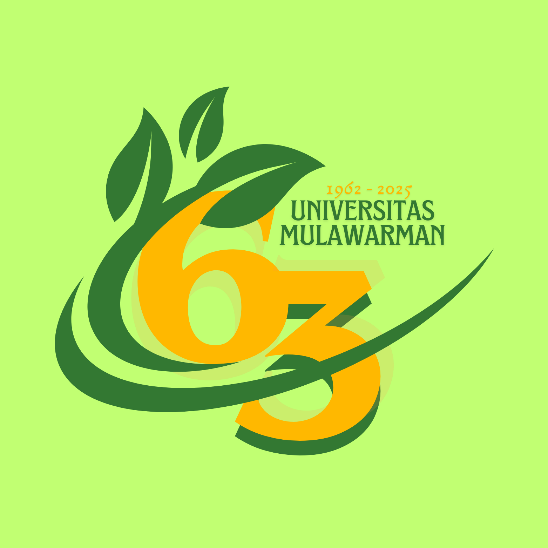 1962 - 2025
UNIVERSITAS
MULAWARMAN
63